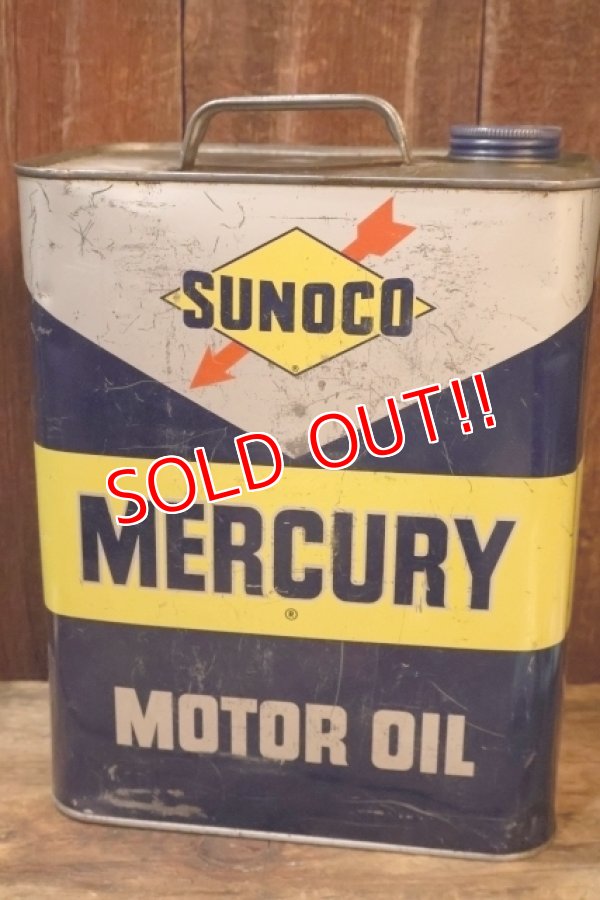 SUNOCO
®
SOLD OUT!!
MERCURY
®
MOTOR OIL